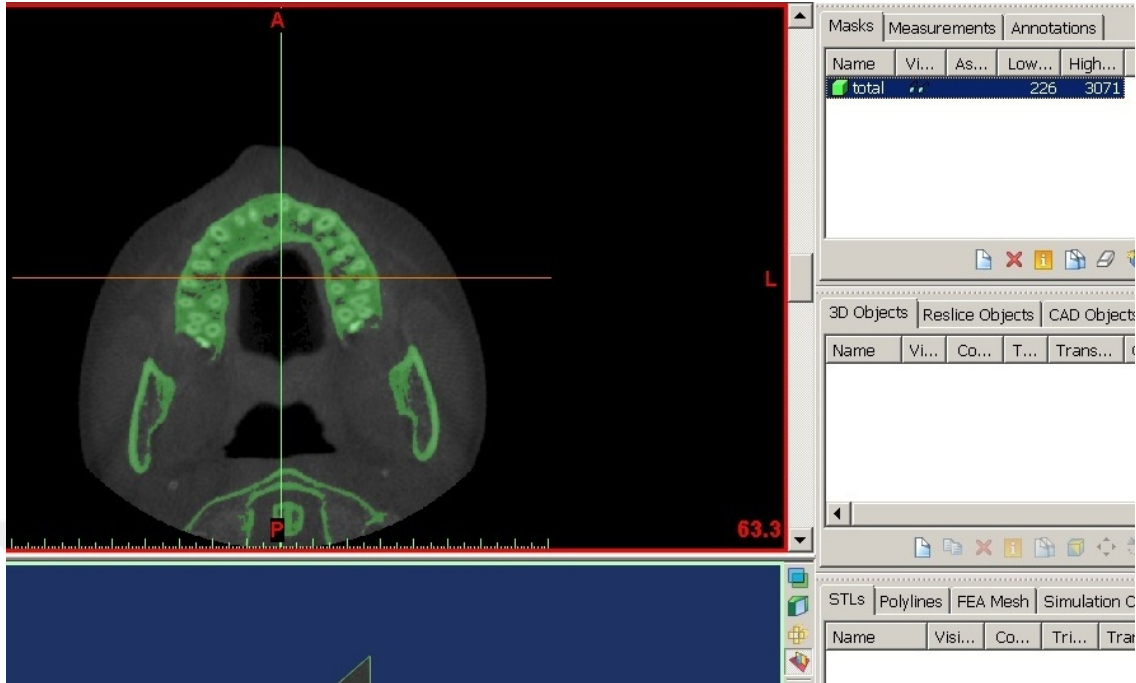 A
L
P
63.3
Masks Measurements Annotations
Name Vi... As... Low... High...
total 226 3071
3D Objects Reslice Objects CAD Objects
Name Vi... Co... T... Trans...
STLs Polylines FEA Mesh Simulation
Name Visi... Co... Tri...